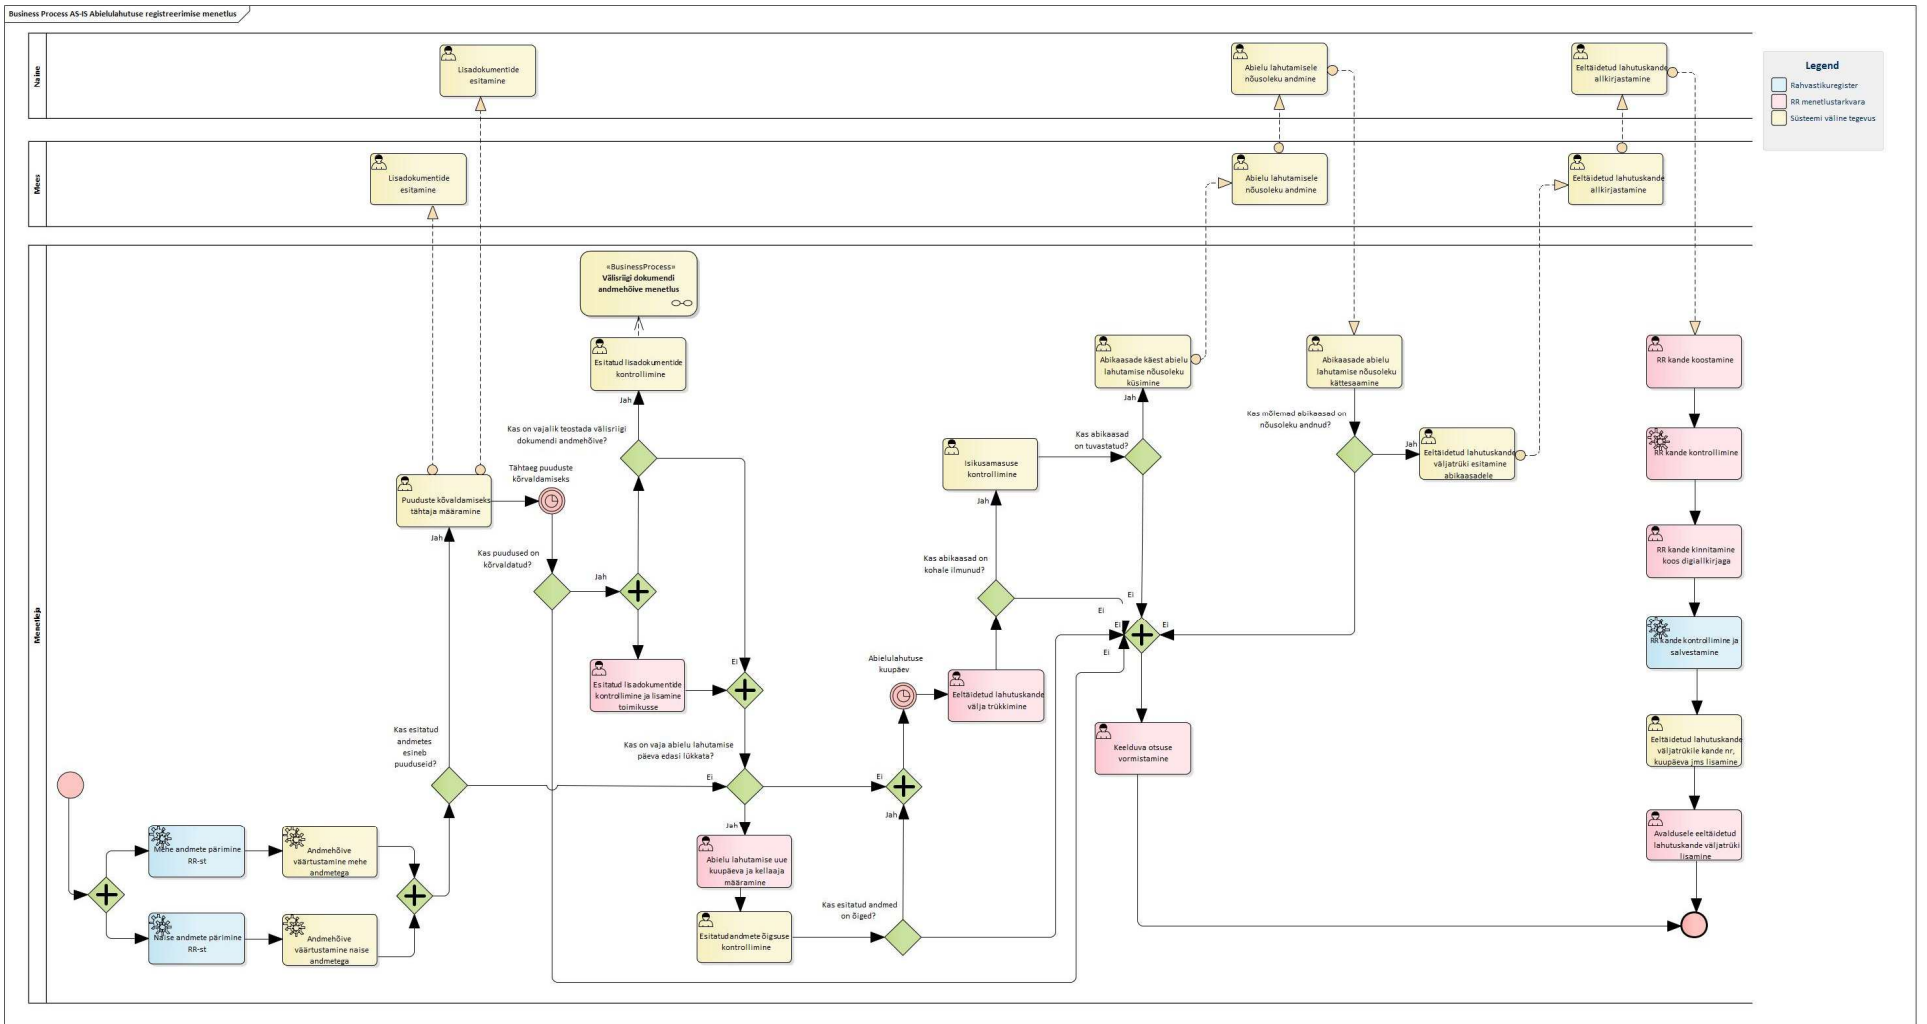 Business Process AS-IS Abielulahutuse registreerimise menetlus
Naine
Lisadokumentide
esitamine
Abielu lahutamisele
nõusoleku andmine
Eeltäidetud lahutuskande
allkirjastamine
Legend
Rahvastikuregister
RR menetlustarkvara
Süsteemi väline tegevus
Mees
Lisadokumentide
esitamine
Abielu lahutamisele
nõusoleku andmine
Eeltäidetud lahutuskande
allkirjastamine
Menetleja
«BusinessProcess»
Välisriigi dokumendi
andmehõive menetlus
Esitatud lisadokumentide
kontrollimine
Jah
Kas on vajalik teostada välisriigi
dokumendi andmehõive?
Tähtaeg puuduste
kõrvaldamiseks
Puuduste kõvaldamiseks
tähtaja määramine
Jah
Kas puudused on
kõrvaldatud?
Jah
Esitatud lisadokumentide
kontrollimine ja lisamine
toimikusse
Ei
Kas esitatud
andmetes
esineb
puuduseid?
Kas on vaja abielu lahutamise
päeva edasi lükkata?
Ei
Ei
Jah
Mehe andmete pärimine
RR-st
Andmehõive
väärtustamine mehe
andmetega
Naise andmete pärimine
RR-st
Andmehõive
väärtustamine naise
andmetega
Abielu lahutamise uue
kuupäeva ja kellaaja
määramine
Esitatud andmete õigsuse
kontrollimine
Kas esitatud andmed
on õiged?
Jah
Abielulahutuse
kuupäev
Eeltäidetud lahutuskande
välja trükkimine
Kas abikaasad on
kohale ilmunud?
Jah
Isikusamasuse
kontrollimine
Kas abikaasad
on tuvastatud?
Jah
Abikaasade käest abielu
lahutamise nõusoleku
küsimine
Ei
Ei
Ei
Ei
Ei
Keelduva otsuse
vormistamine
Abikaasade abielu
lahutamise nõusoleku
kättesaamine
Kas mõlemad abikaasad on
nõusoleku andnud?
Jah
Eeltäidetud lahutuskande
väljatrüki esitamine
abikaasadele
RR kande koostamine
RR kande kontrollimine
RR kande kinnitamine
koos digiallkirjaga
RR kande kontrollimine ja
salvestamine
Eeltäidetud lahutuskande
väljatrükile kande nr,
kuupäeva jms lisamine
Avaldusele eeltäidetud
lahutuskande väljatrüki
lisamine